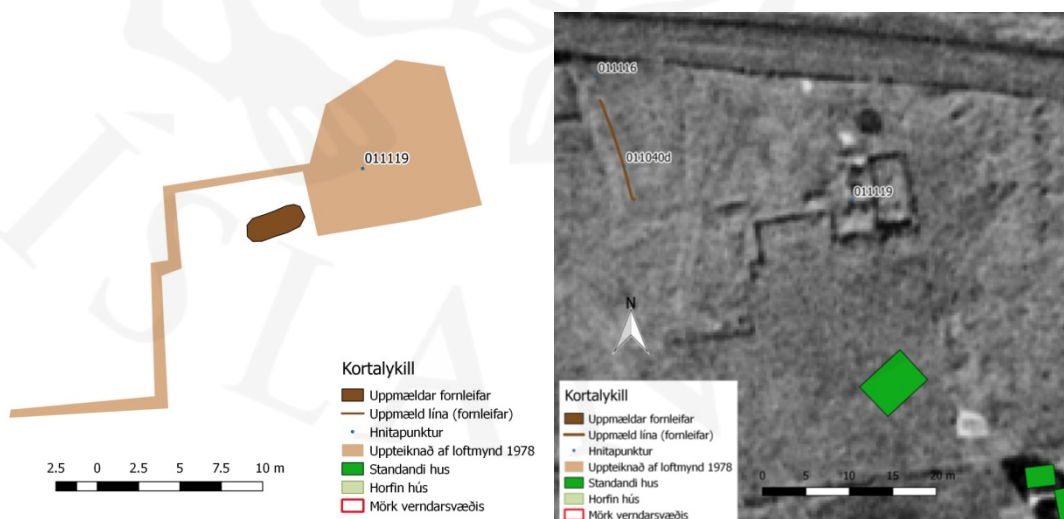 011119
Kortalykill
Uppmældar fornleifar
Uppmæld lína (fornleifar)
Hnitapunktur
Uppteiknað af loftmynd 1978
Standandi hus
Horfin hús
Mörk verndarsvæðis
2.5 0 2.5 5 7.5 10 m
011116
011040d
011119
N
Kortalykill
Uppmældar fornleifar
Uppmæld lína (fornleifar)
Hnitapunktur
Uppteiknað af loftmynd 1978
Standandi hus
Horfin hús
Mörk verndarsvæðis
0 5 10 15 20 m